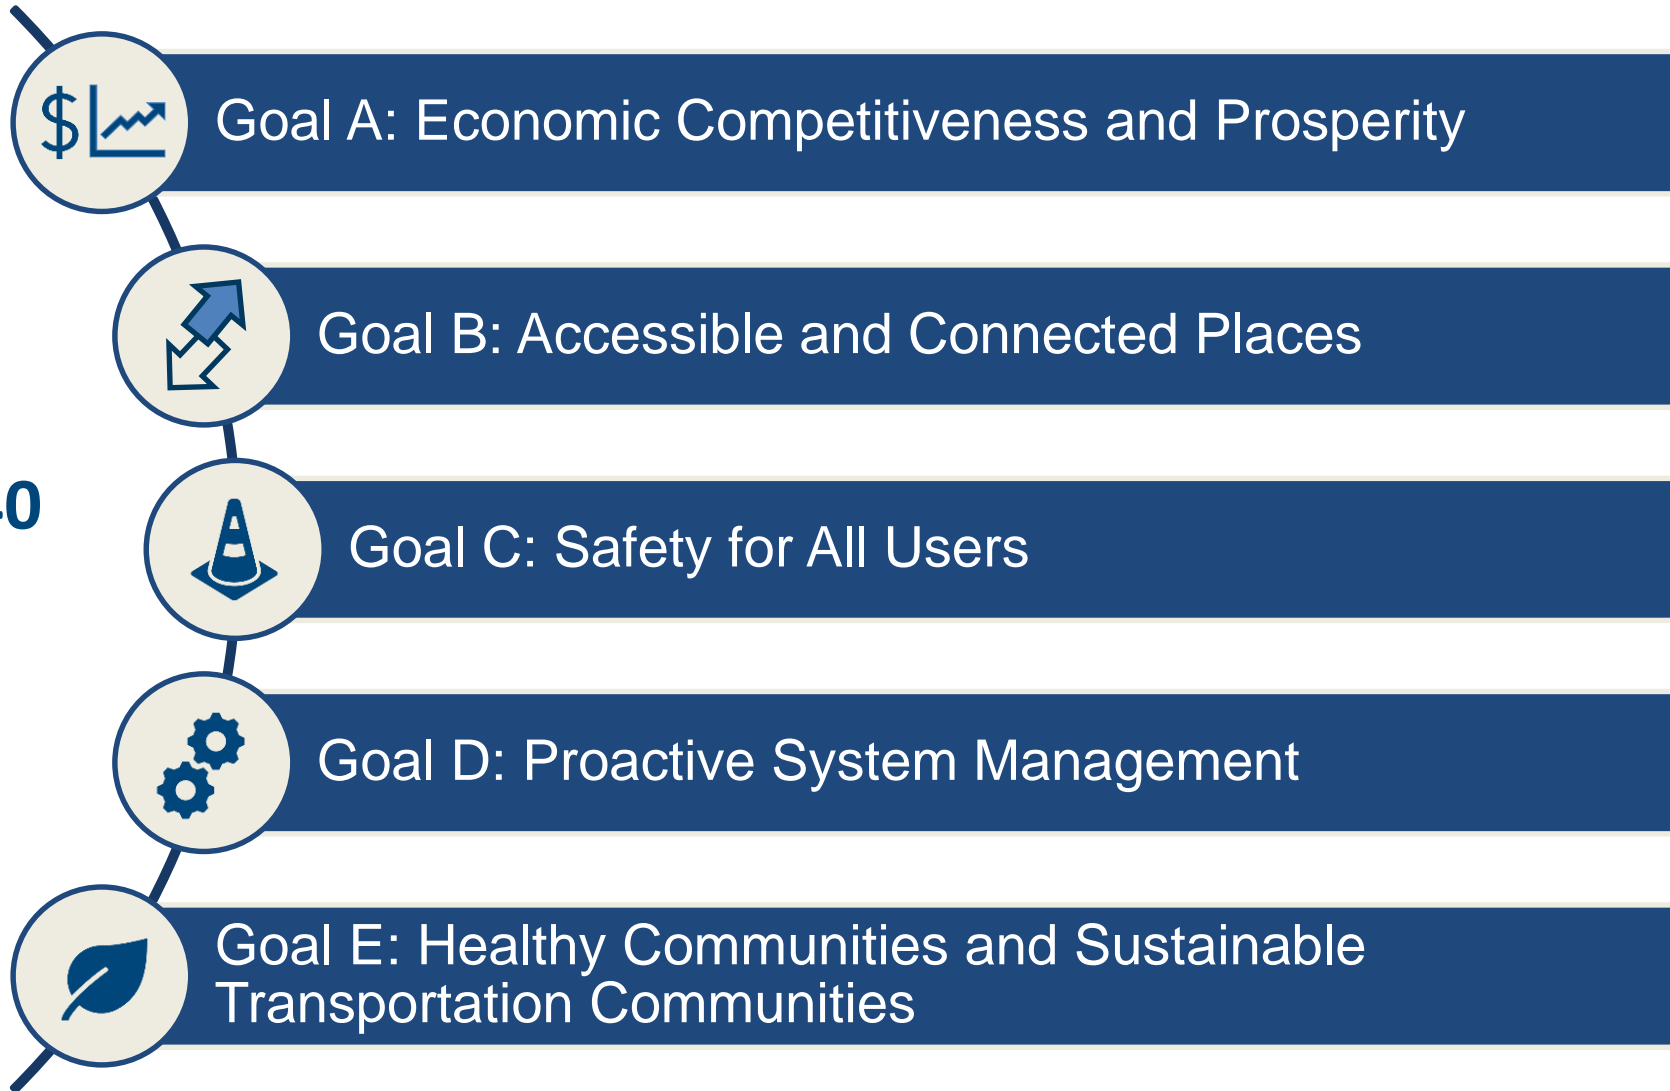 Goal A: Economic Competitiveness and Prosperity
Goal B: Accessible and Connected Places
0
Goal C: Safety for All Users
Goal D: Proactive System Management
Goal E: Healthy Communities and Sustainable
Transportation Communities